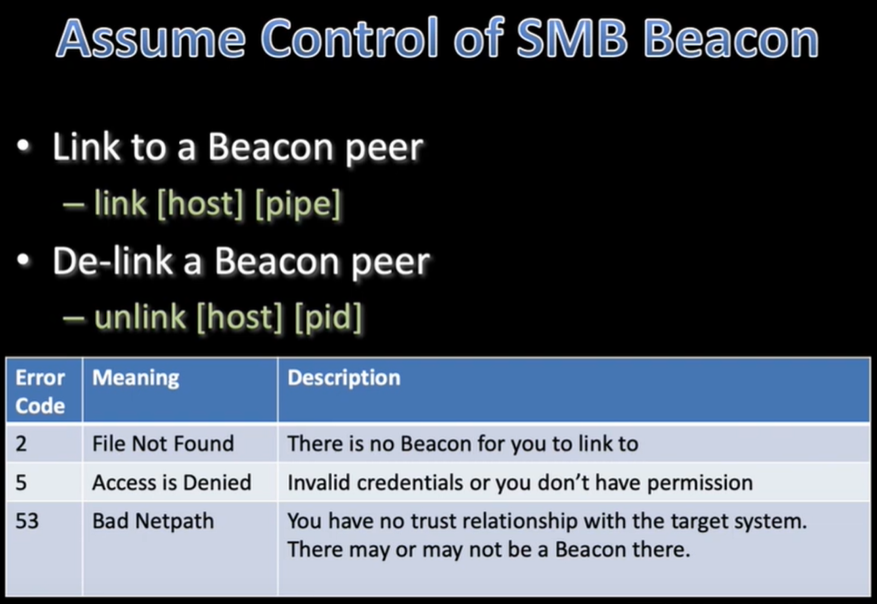 Assume Control of SMB Beacon
• Link to a Beacon peer
– link [host] [pipe]
• De-link a Beacon peer
– unlink [host] [pid]
Error Code Meaning Description
2 File Not Found There is no Beacon for you to link to
5 Access is Denied Invalid credentials or you don't have permission
53 Bad Netpath You have no trust relationship with the target system.
There may or may not be a Beacon there.